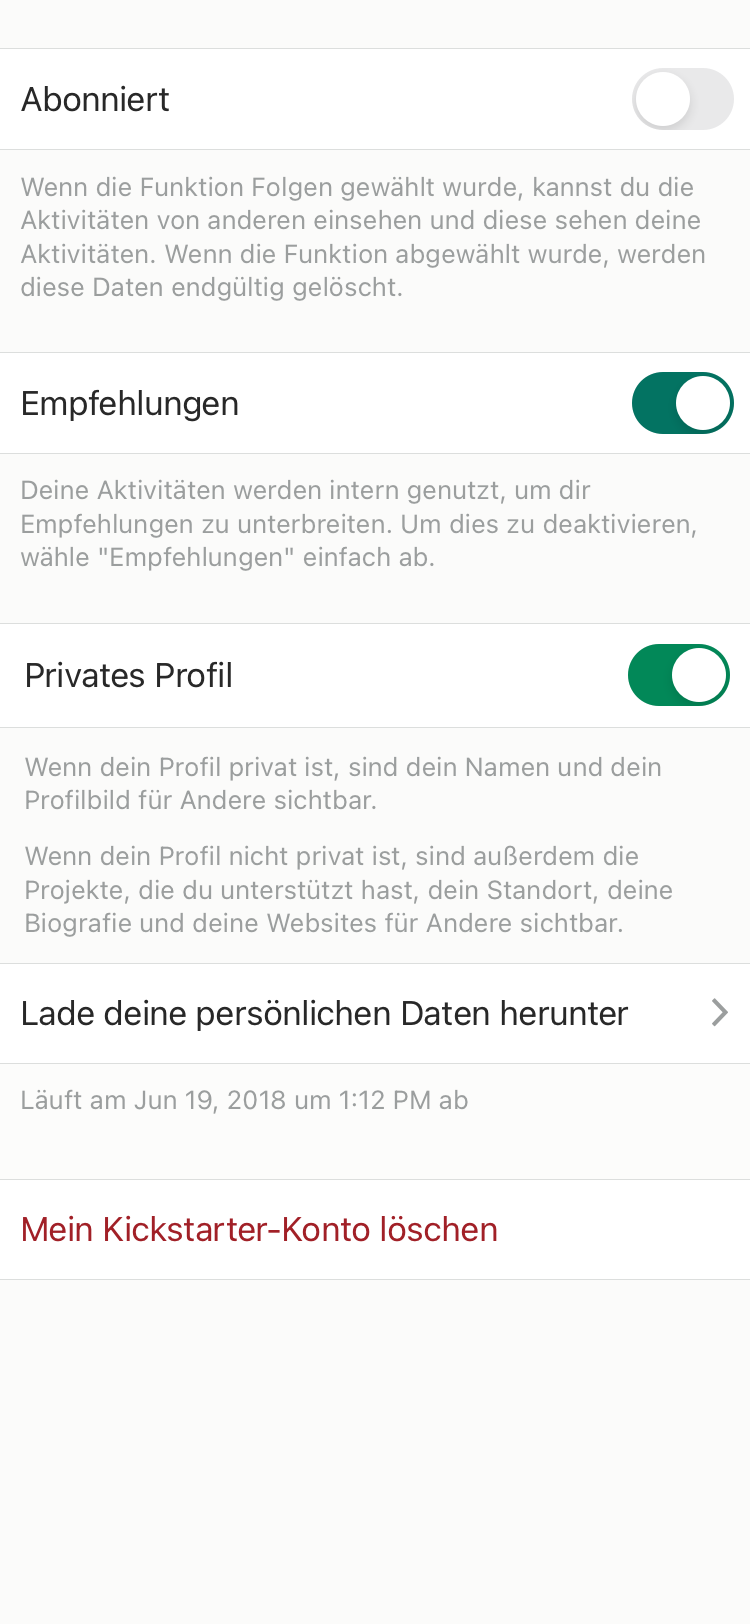 Abonniert
Wenn die Funktion Folgen gewählt wurde, kannst du die
Aktivitäten von anderen einsehen und diese sehen deine
Aktivitäten. Wenn die Funktion abgewählt wurde, werden
diese Daten endgültig gelöscht.
Empfehlungen
Deine Aktivitäten werden intern genutzt, um dir
Empfehlungen zu unterbreiten. Um dies zu deaktivieren,
wähle "Empfehlungen" einfach ab.
Privates Profil
Wenn dein Profil privat ist, sind dein Namen und dein
Profilbild für Andere sichtbar.
Wenn dein Profil nicht privat ist, sind außerdem die
Projekte, die du unterstützt hast, dein Standort, deine
Biografie und deine Websites für Andere sichtbar.
Lade deine persönlichen Daten herunter
Läuft am Jun 19, 2018 um 1:12 PM ab
Mein Kickstarter-Konto löschen